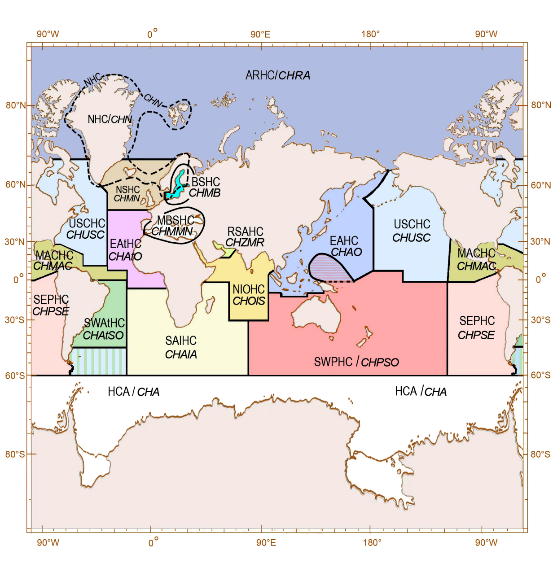 90°W 0° 90°E 180° 90°W
ARHC/CHRA
NHC
CHN
80°N 80°N
NHC/CHN
60°N 60°N
BSHC
CHMB
NSHC
CHMN
USCHC
CHUSC
MBSHC
CHMMN
USCHC
CHUSC
RSAHC
CHZMR
EAtHC
CHAtO
EAHC
CHAO
30°N 30°N
MACHC
CHMAC
MACHC
CHMAC
0° 0°
NIOHC
CHOIS
SEPHC
CHPSE
SWAtHC
CHAtSO
SEPHC
CHPSE
30°S 30°S
SAIHC
CHAIA
SWPHC / CHPSO
60°S 60°S
HCA / CHA HCA / CHA
80°S 80°S
90°W 0° 90°E 180° 90°W